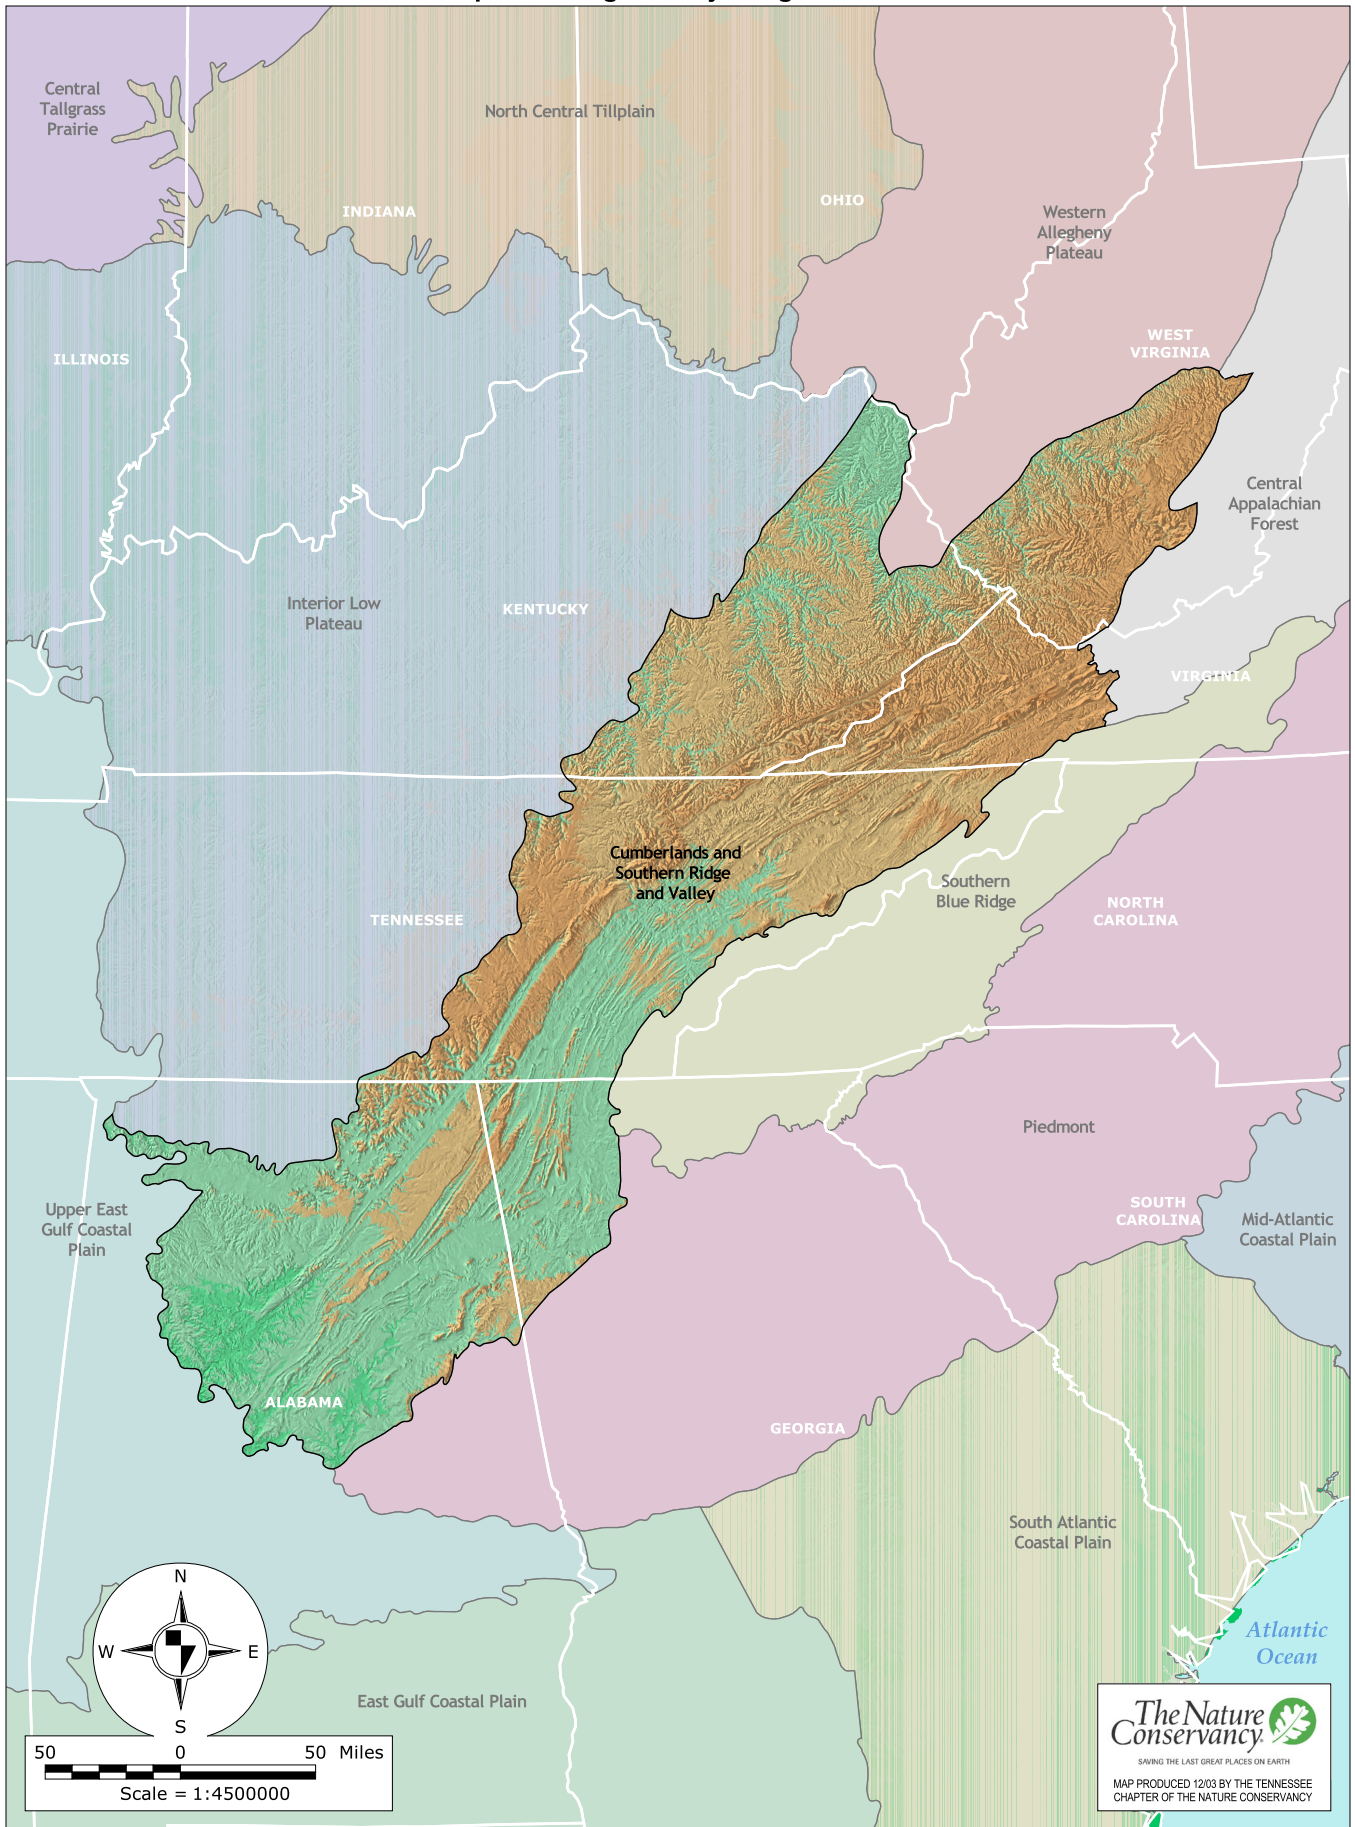 Central
Tallgrass
Prairie
North Central Tillplain
INDIANA
OHIO
Western
Allegheny
Plateau
ILLINOIS
WEST
VIRGINIA
Central
Appalachian
Forest
Interior Low
Plateau
KENTUCKY
VIRGINIA
Cumberlands and
Southern Ridge
and Valley
Southern
Blue Ridge
TENNESSEE
NORTH
CAROLINA
Piedmont
Upper East
Gulf Coastal
Plain
SOUTH
CAROLINA
Mid-Atlantic
Coastal Plain
ALABAMA
GEORGIA
South Atlantic
Coastal Plain
N
W
E
S
Atlantic
Ocean
East Gulf Coastal Plain
50 0 50 Miles
Scale = 1:4500000
The Nature
Conservancy
SAVING THE LAST GREAT PLACES ON EARTH
MAP PRODUCED 12/03 BY THE TENNESSEE
CHAPTER OF THE NATURE CONSERVANCY